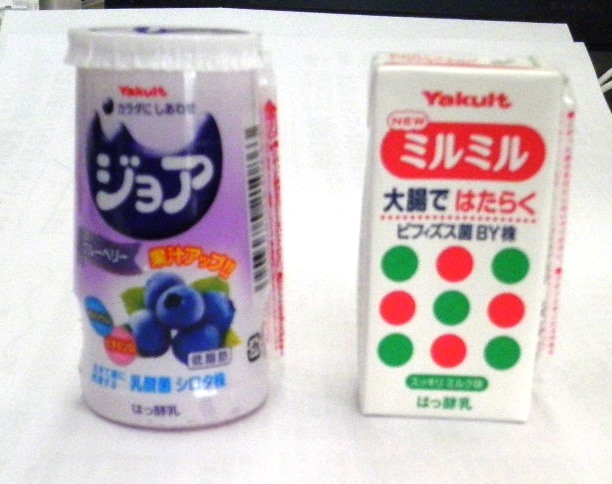 Yakult
カラダに しあわせ
ジョア
ブルーベリー
果汁アップ!!
低脂肪
乳酸菌 シロタ株
はっ酵乳
Yakult
NEW
ミルミル
大腸で はたらく
ビフィズス菌 BY株
スッキリ ミルク味
はっ酵乳